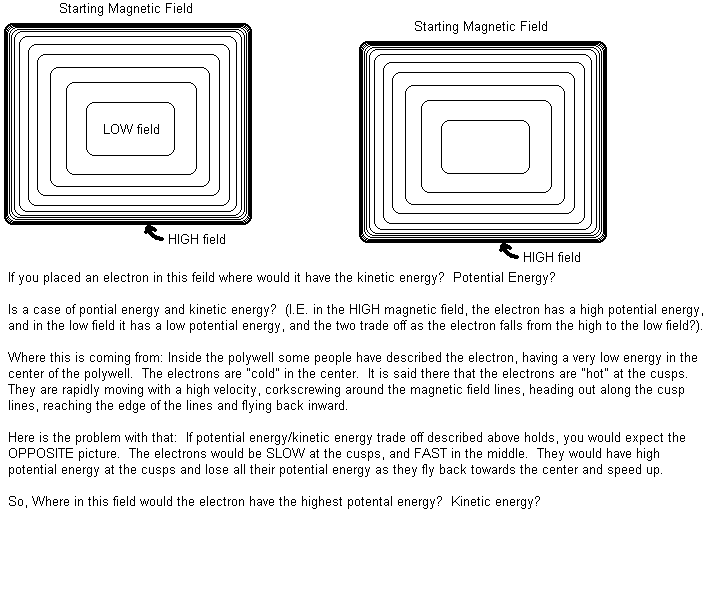 Starting Magnetic Field
Starting Magnetic Field
LOW field
HIGH field
HIGH field
If you placed an electron in this feild where would it have the kinetic energy?  Potential Energy?
Is a case of pontial energy and kinetic energy?  (I.E. in the HIGH magnetic field, the electron has a high potential energy,
and in the low field it has a low potential energy, and the two trade off as the electron falls from the high to the low field?).
Where this is coming from: Inside the polywell some people have described the electron, having a very low energy in the
center of the polywell.  The electrons are "cold" in the center.  It is said there that the electrons are "hot" at the cusps.
They are rapidly moving with a high velocity, corkscrewing around the magnetic field lines, heading out along the cusp
lines, reaching the edge of the lines and flying back inward.
Here is the problem with that:  If potential energy/kinetic energy trade off described above holds, you would expect the
OPPOSITE picture.  The electrons would be SLOW at the cusps, and FAST in the middle.  They would have high
potential energy at the cusps and lose all their potential energy as they fly back towards the center and speed up.
So, Where in this field would the electron have the highest potental energy?  Kinetic energy?